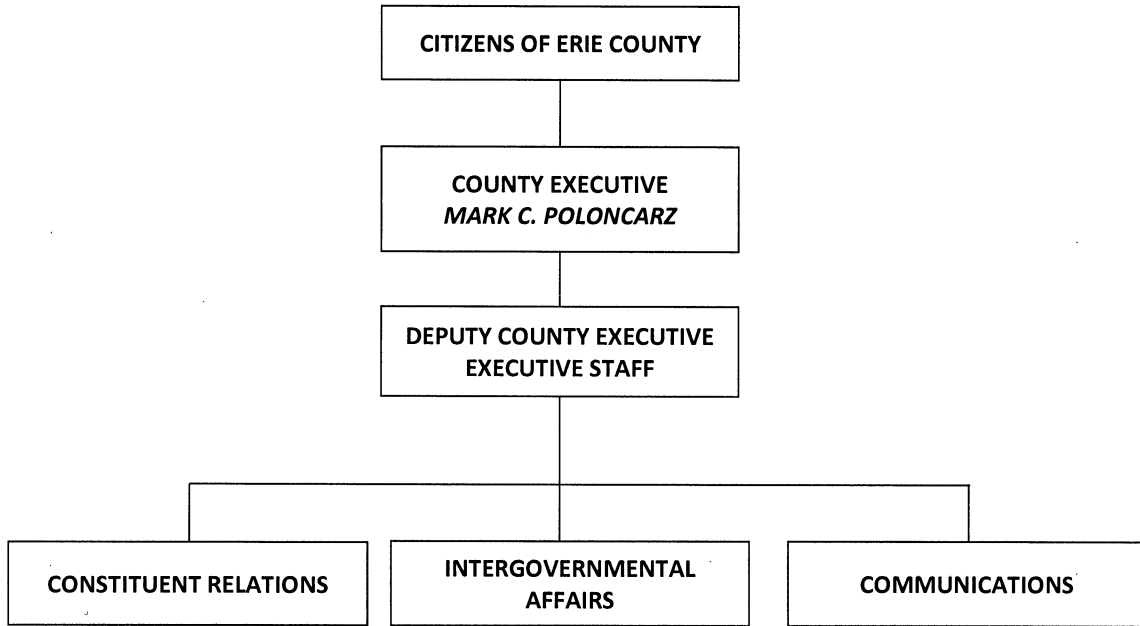 CITIZENS OF ERIE COUNTY
COUNTY EXECUTIVE
MARK C. POLONCARZ
DEPUTY COUNTY EXECUTIVE
EXECUTIVE STAFF
CONSTITUENT RELATIONS
INTERGOVERNMENTAL
AFFAIRS
COMMUNICATIONS